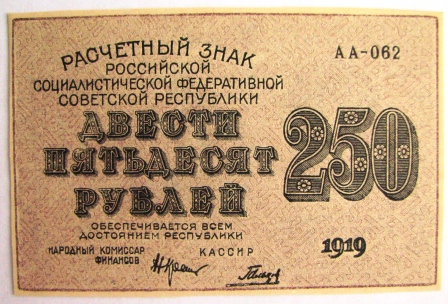 РАСЧЕТНЫЙ ЗНАК
АА-062
РОССИЙСКОЙ
СОЦИАЛИСТИЧЕСКОЙ ФЕДЕРАТИВНОЙ
СОВЕТСКОЙ РЕСПУБЛИКИ
ДВЕСТИ
ПЯТЬДЕСЯТ
РУБЛЕЙ
250
ОБЕСПЕЧИВАЕТСЯ ВСЕМ
ДОСТОЯНИЕМ РЕСПУБЛИКИ
НАРОДНЫЙ КОМИССАР
ФИНАНСОВ
КАССИР
1919